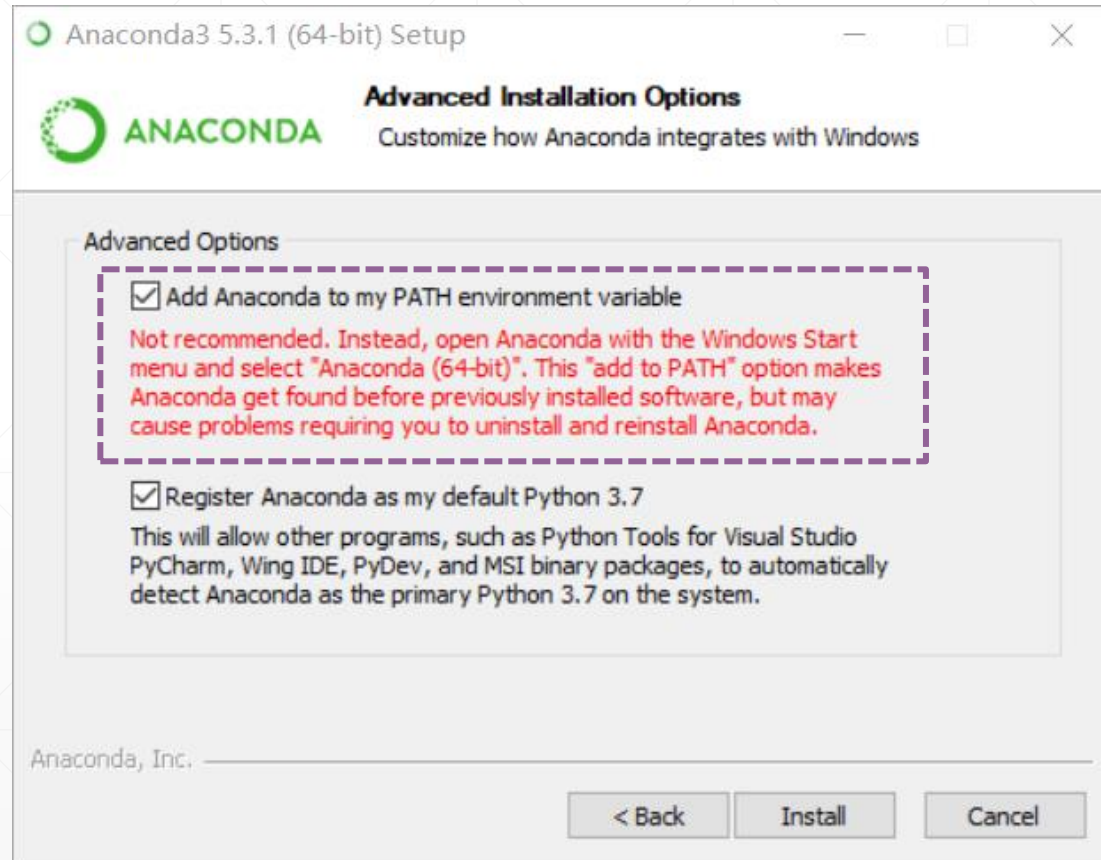 Anaconda3 5.3.1 (64-bit) Setup
ANACONDA
Advanced Installation Options
Customize how Anaconda integrates with Windows
Advanced Options
Add Anaconda to my PATH environment variable
Not recommended. Instead, open Anaconda with the Windows Start
menu and select "Anaconda (64-bit)". This "add to PATH" option makes
Anaconda get found before previously installed software, but may
cause problems requiring you to uninstall and reinstall Anaconda.
Register Anaconda as my default Python 3.7
This will allow other programs, such as Python Tools for Visual Studio
PyCharm, Wing IDE, PyDev, and MSI binary packages, to automatically
detect Anaconda as the primary Python 3.7 on the system.
Anaconda, Inc.
< Back Install Cancel